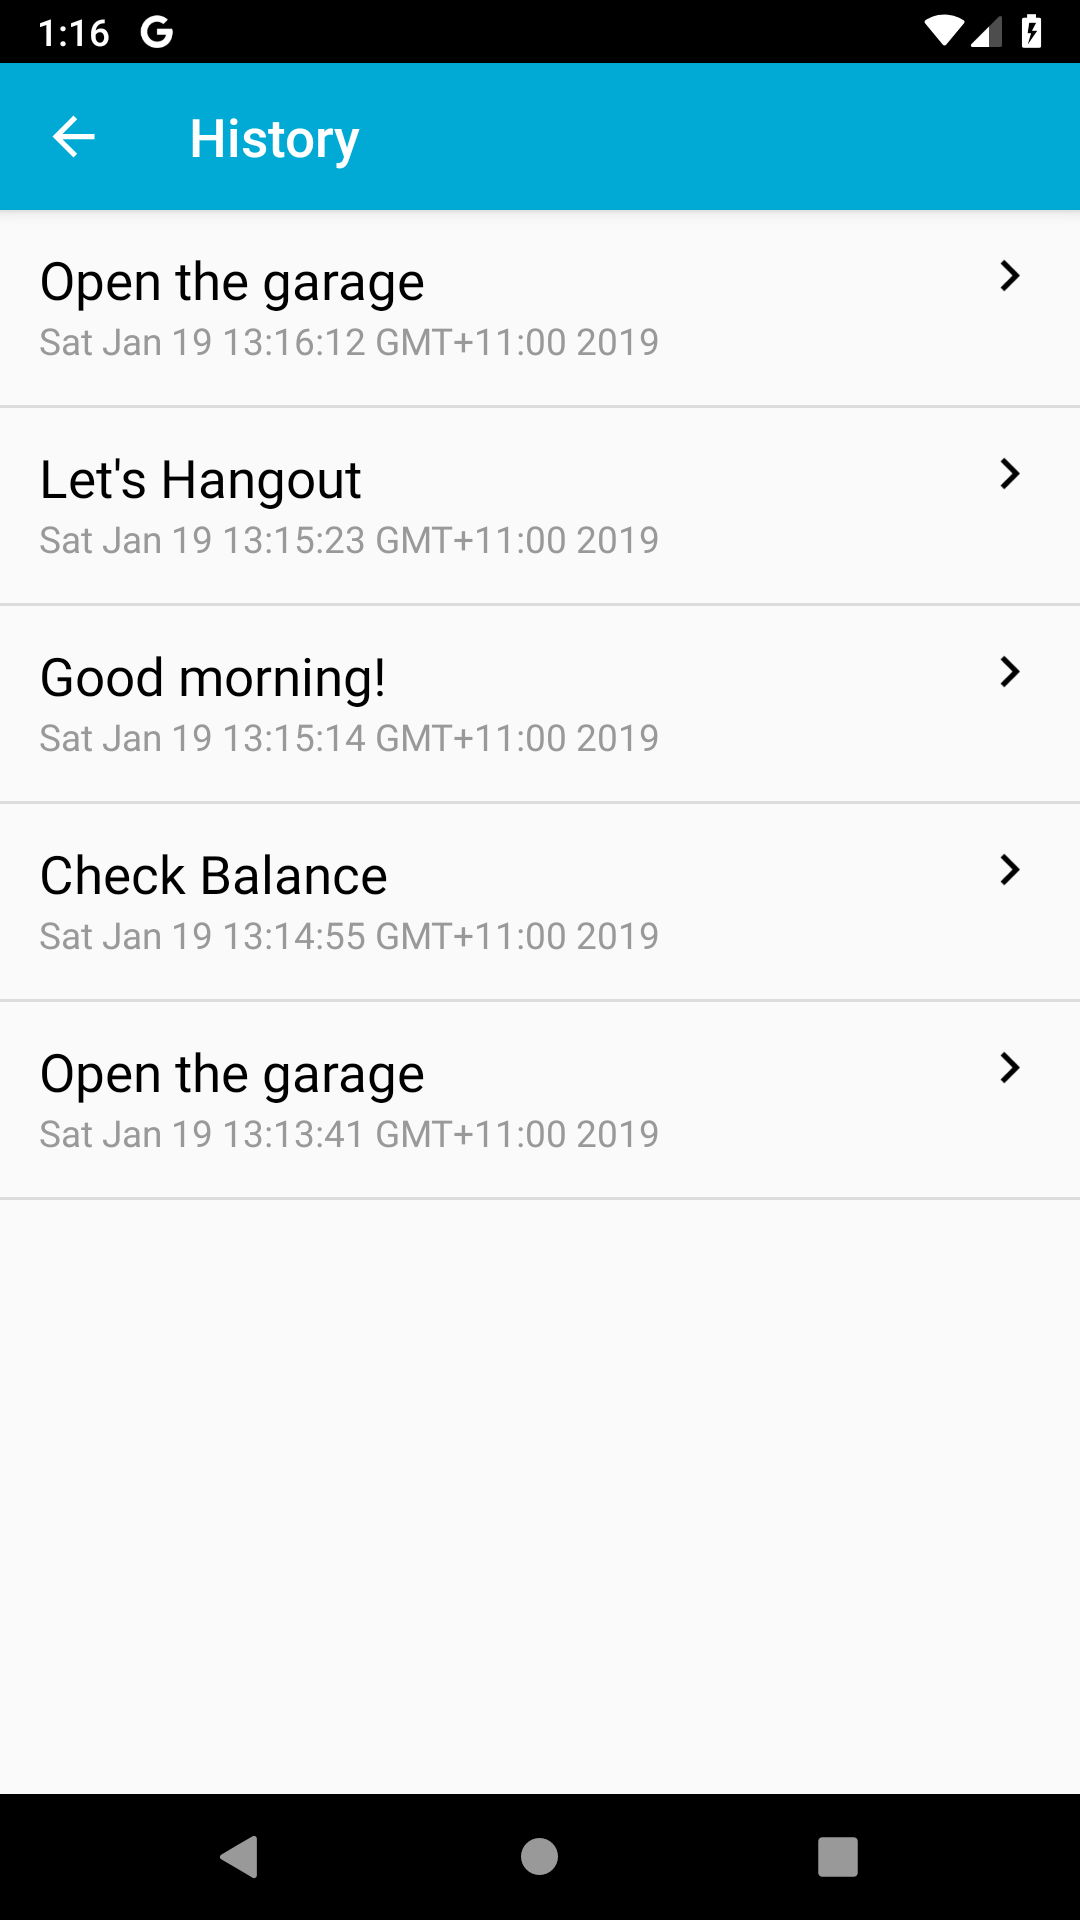 1:16 G
History
Open the garage
Sat Jan 19 13:16:12 GMT+11:00 2019
Let's Hangout
Sat Jan 19 13:15:23 GMT+11:00 2019
Good morning!
Sat Jan 19 13:15:14 GMT+11:00 2019
Check Balance
Sat Jan 19 13:14:55 GMT+11:00 2019
Open the garage
Sat Jan 19 13:13:41 GMT+11:00 2019